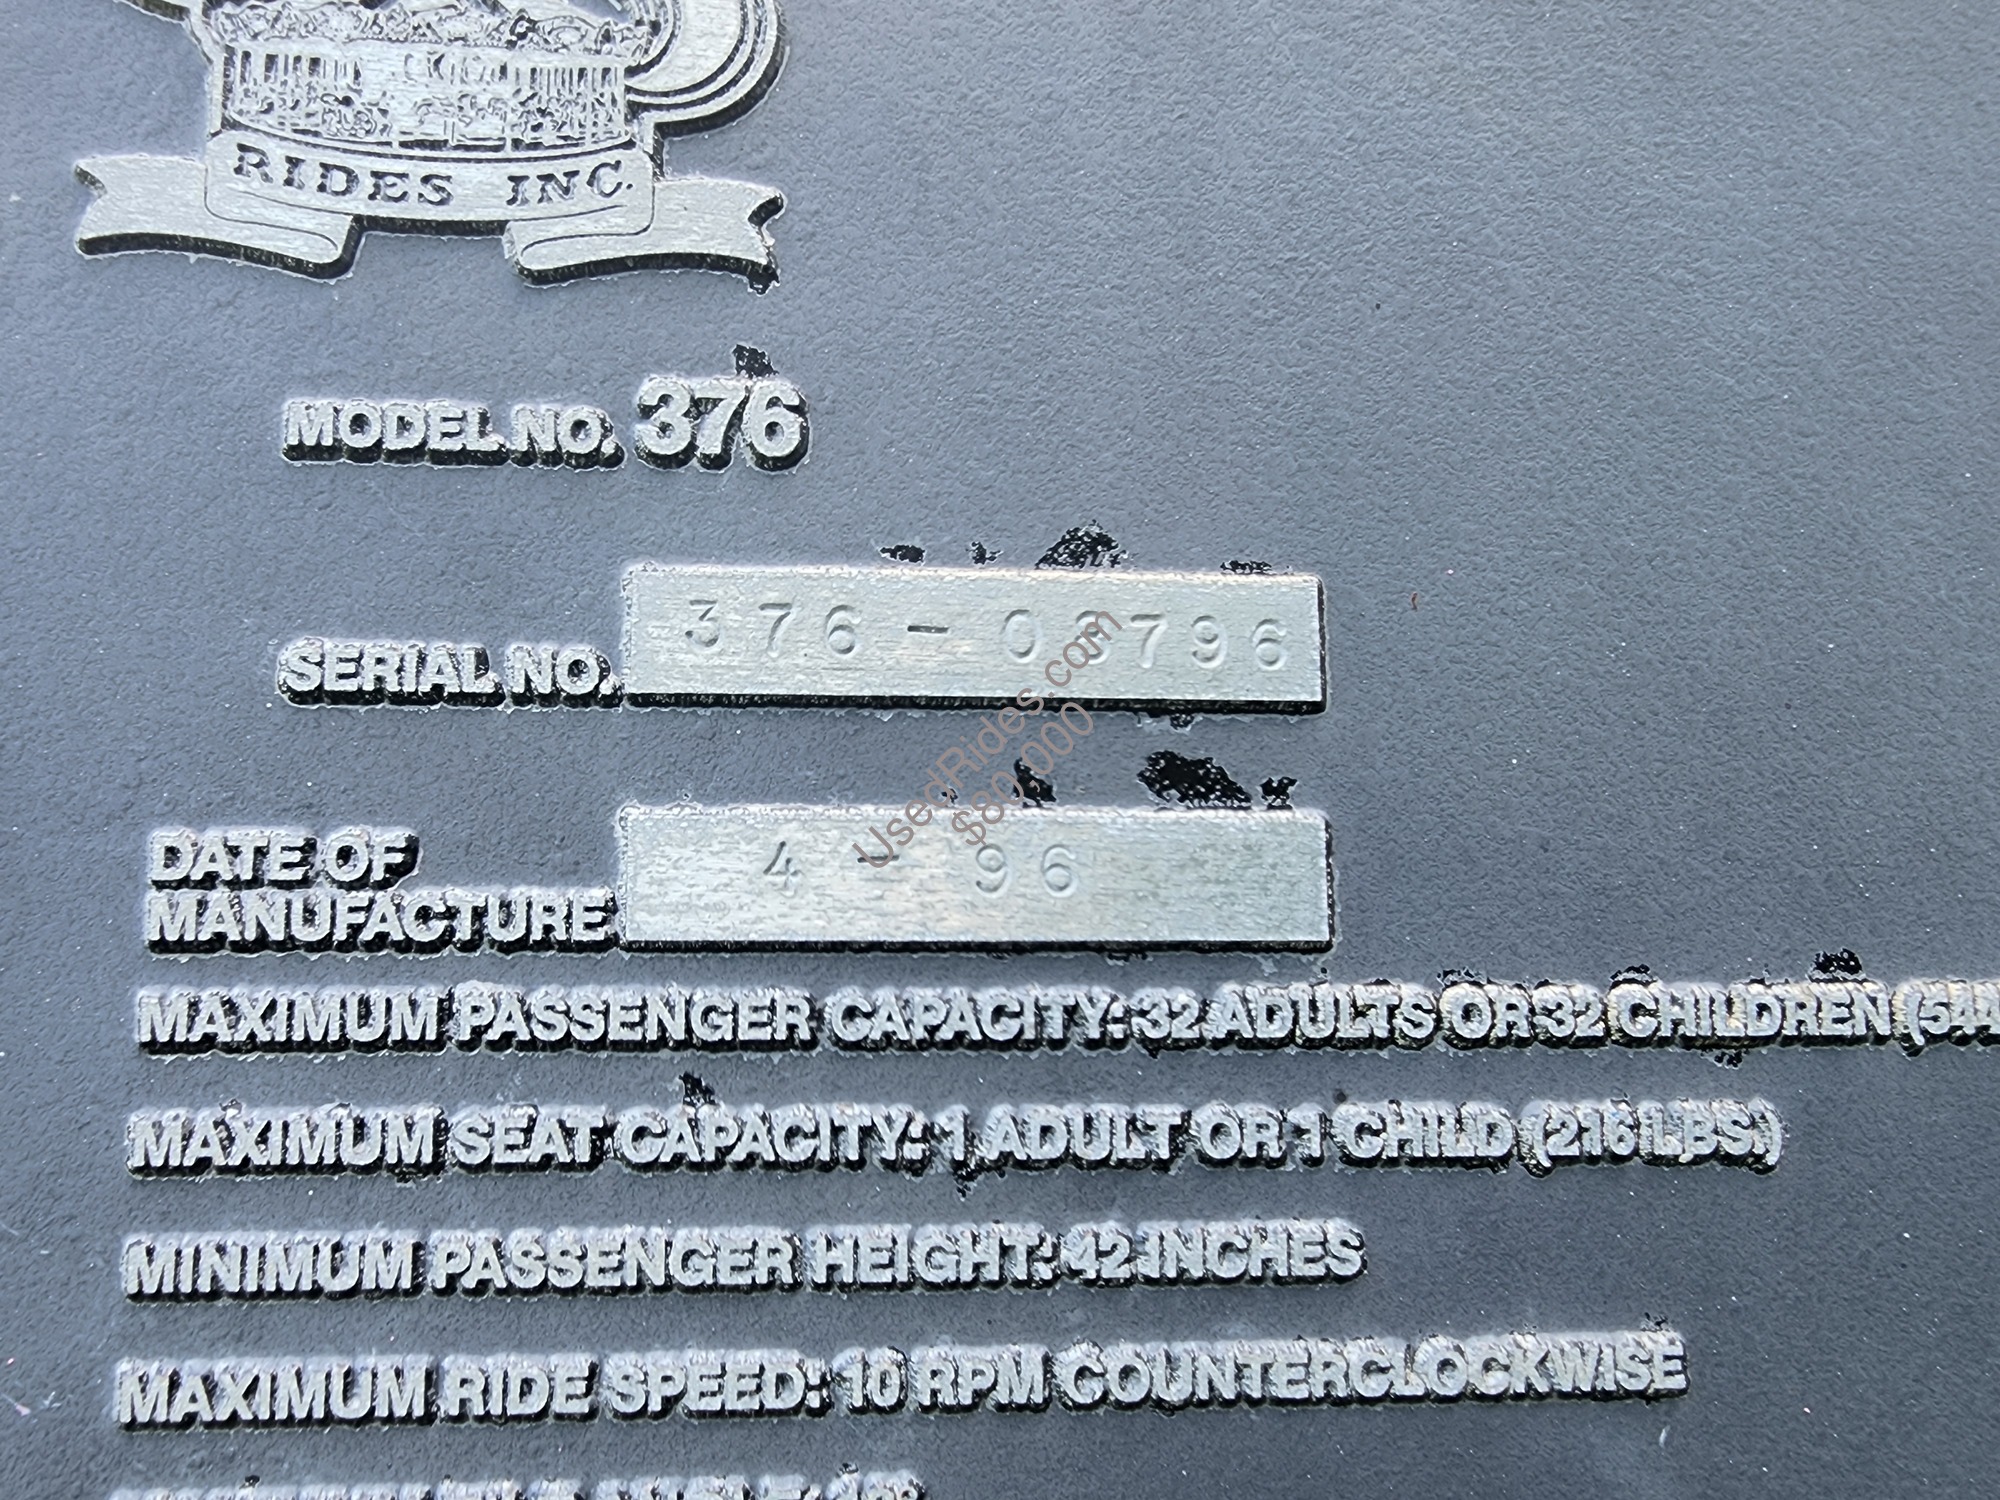 RIDES INC.
MODEL NO. 376
SERIAL NO. 376-03796
DATE OF
MANUFACTURE 4-96
MAXIMUM PASSENGER CAPACITY: 32 ADULTS OR 32 CHILDREN (544
MAXIMUM SEAT CAPACITY: 1 ADULT OR 1 CHILD (216 LBS.)
MINIMUM PASSENGER HEIGHT: 42 INCHES
MAXIMUM RIDE SPEED: 10 RPM COUNTERCLOCKWISE
UsedRides.com
$80,000